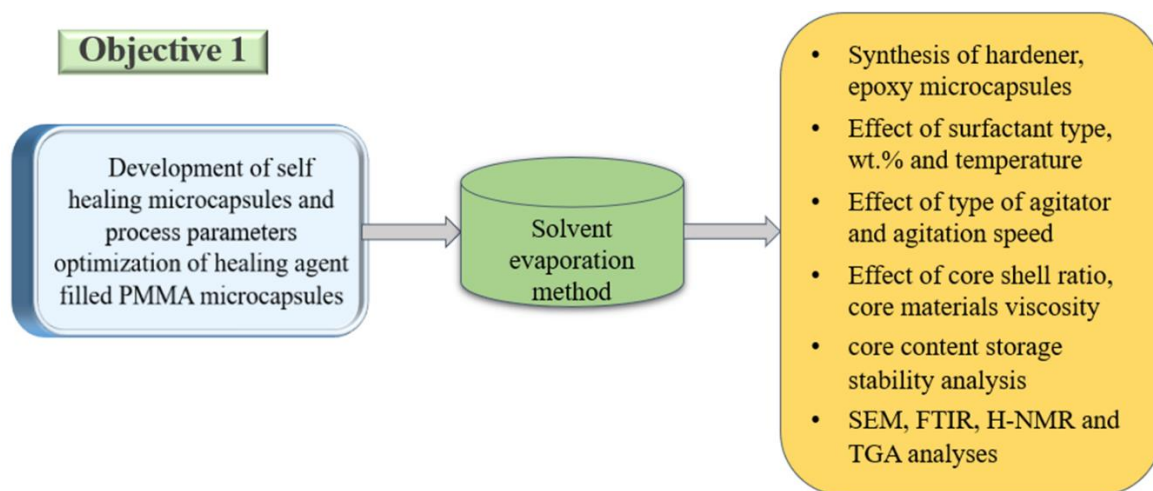 Objective 1
Development of self
healing microcapsules and
process parameters
optimization of healing agent
filled PMMA microcapsules
Solvent
evaporation
method
• Synthesis of hardener,
epoxy microcapsules
• Effect of surfactant type,
wt.% and temperature
• Effect of type of agitator
and agitation speed
• Effect of core shell ratio,
core materials viscosity
• core content storage
stability analysis
• SEM, FTIR, H-NMR and
TGA analyses